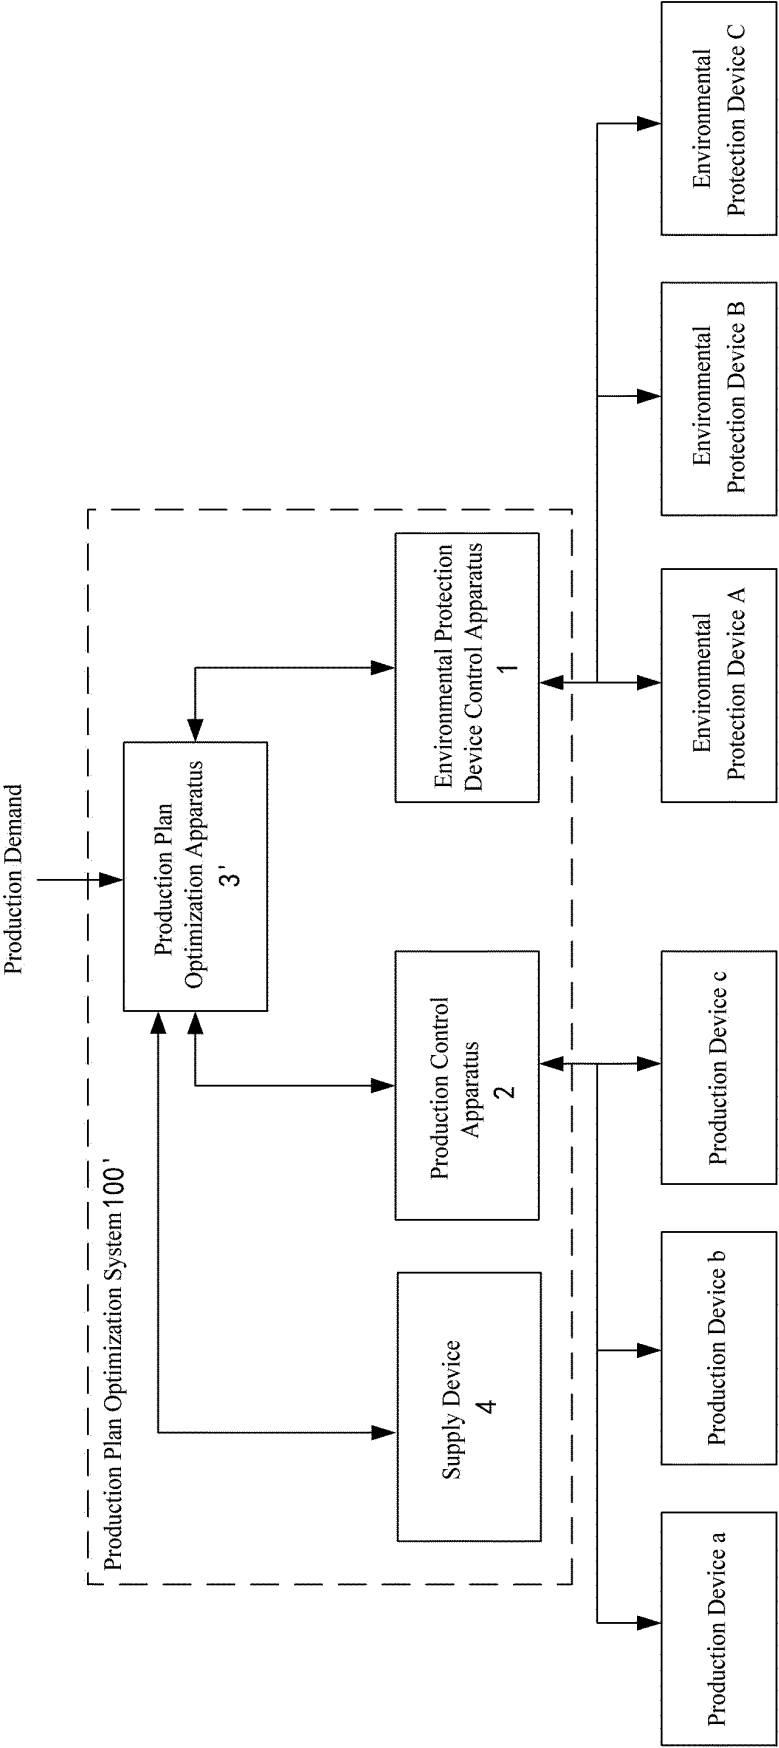 Production Demand
Production Plan Optimization System 100'
Production Plan
Optimization Apparatus
3'
Supply Device
4
Production Control
Apparatus
2
Environmental Protection
Device Control Apparatus
1
Production Device a
Production Device b
Production Device c
Environmental
Protection Device A
Environmental
Protection Device B
Environmental
Protection Device C